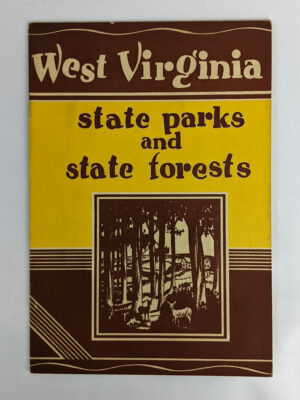 West Virginia
state parks
and
state forests